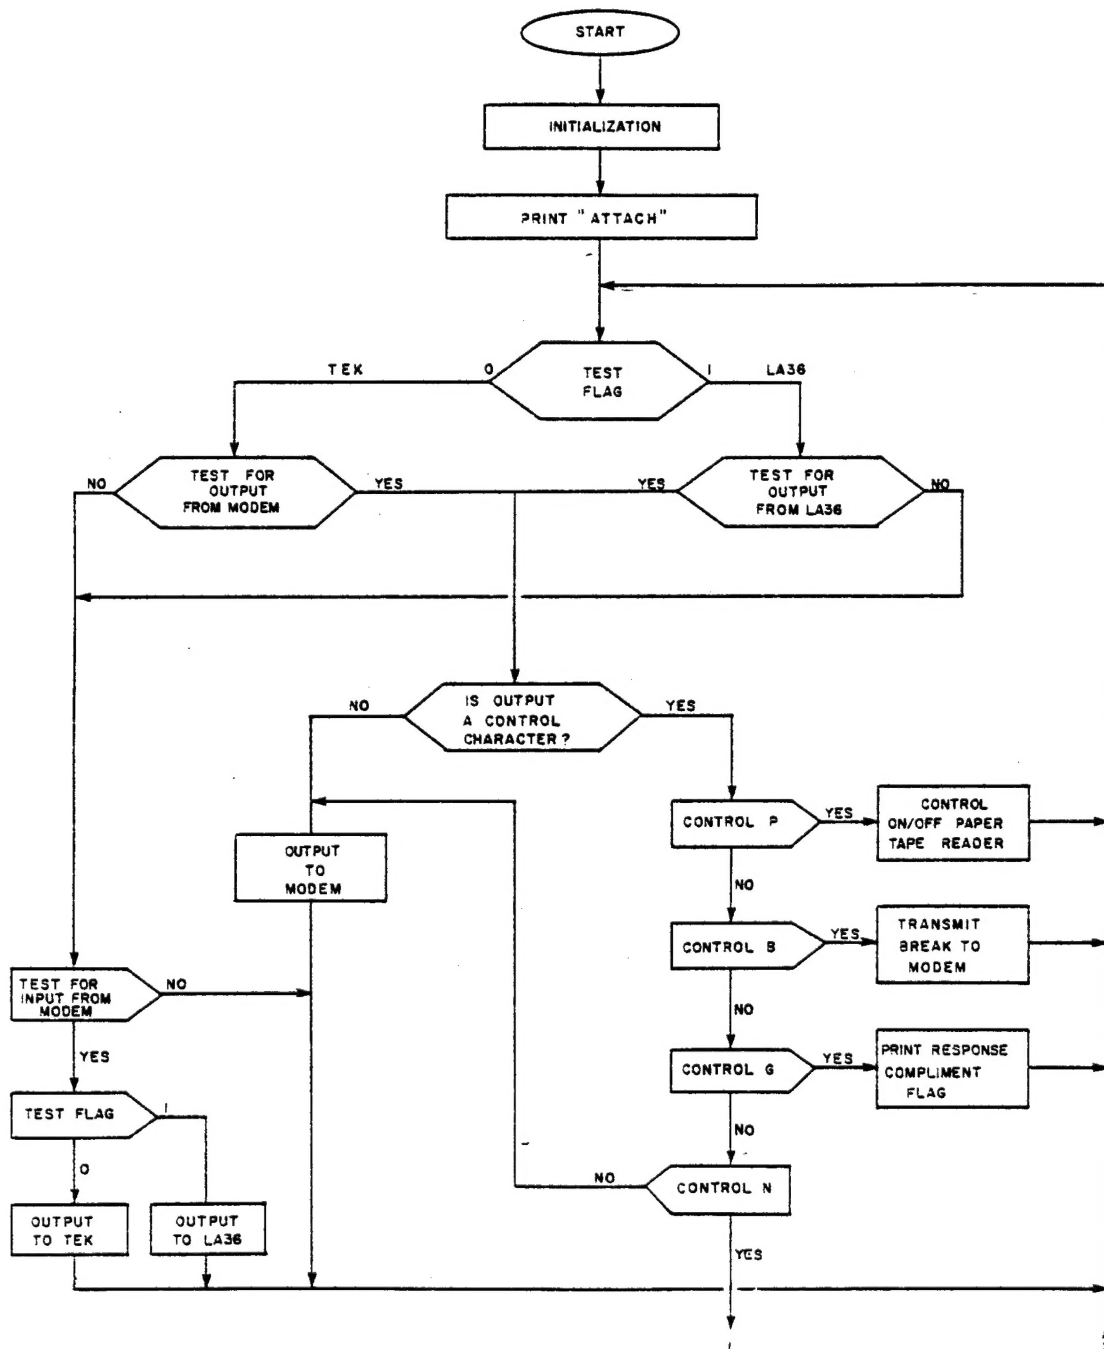 START
INITIALIZATION
PRINT "ATTACH"
TEK
0
TEST
FLAG
1
LA36
NO
TEST FOR
OUTPUT
FROM MODEM
YES
YES
TEST FOR
OUTPUT
FROM LA36
NO
NO
IS OUTPUT
A CONTROL
CHARACTER?
YES
OUTPUT
TO
MODEM
CONTROL P
YES
CONTROL
ON/OFF PAPER
TAPE READER
NO
CONTROL B
YES
TRANSMIT
BREAK TO
MODEM
NO
TEST FOR
INPUT FROM
MODEM
NO
YES
CONTROL G
YES
PRINT RESPONSE
COMPLIMENT
FLAG
NO
TEST FLAG
1
0
NO
CONTROL N
YES
OUTPUT
TO TEK
OUTPUT
TO LA36